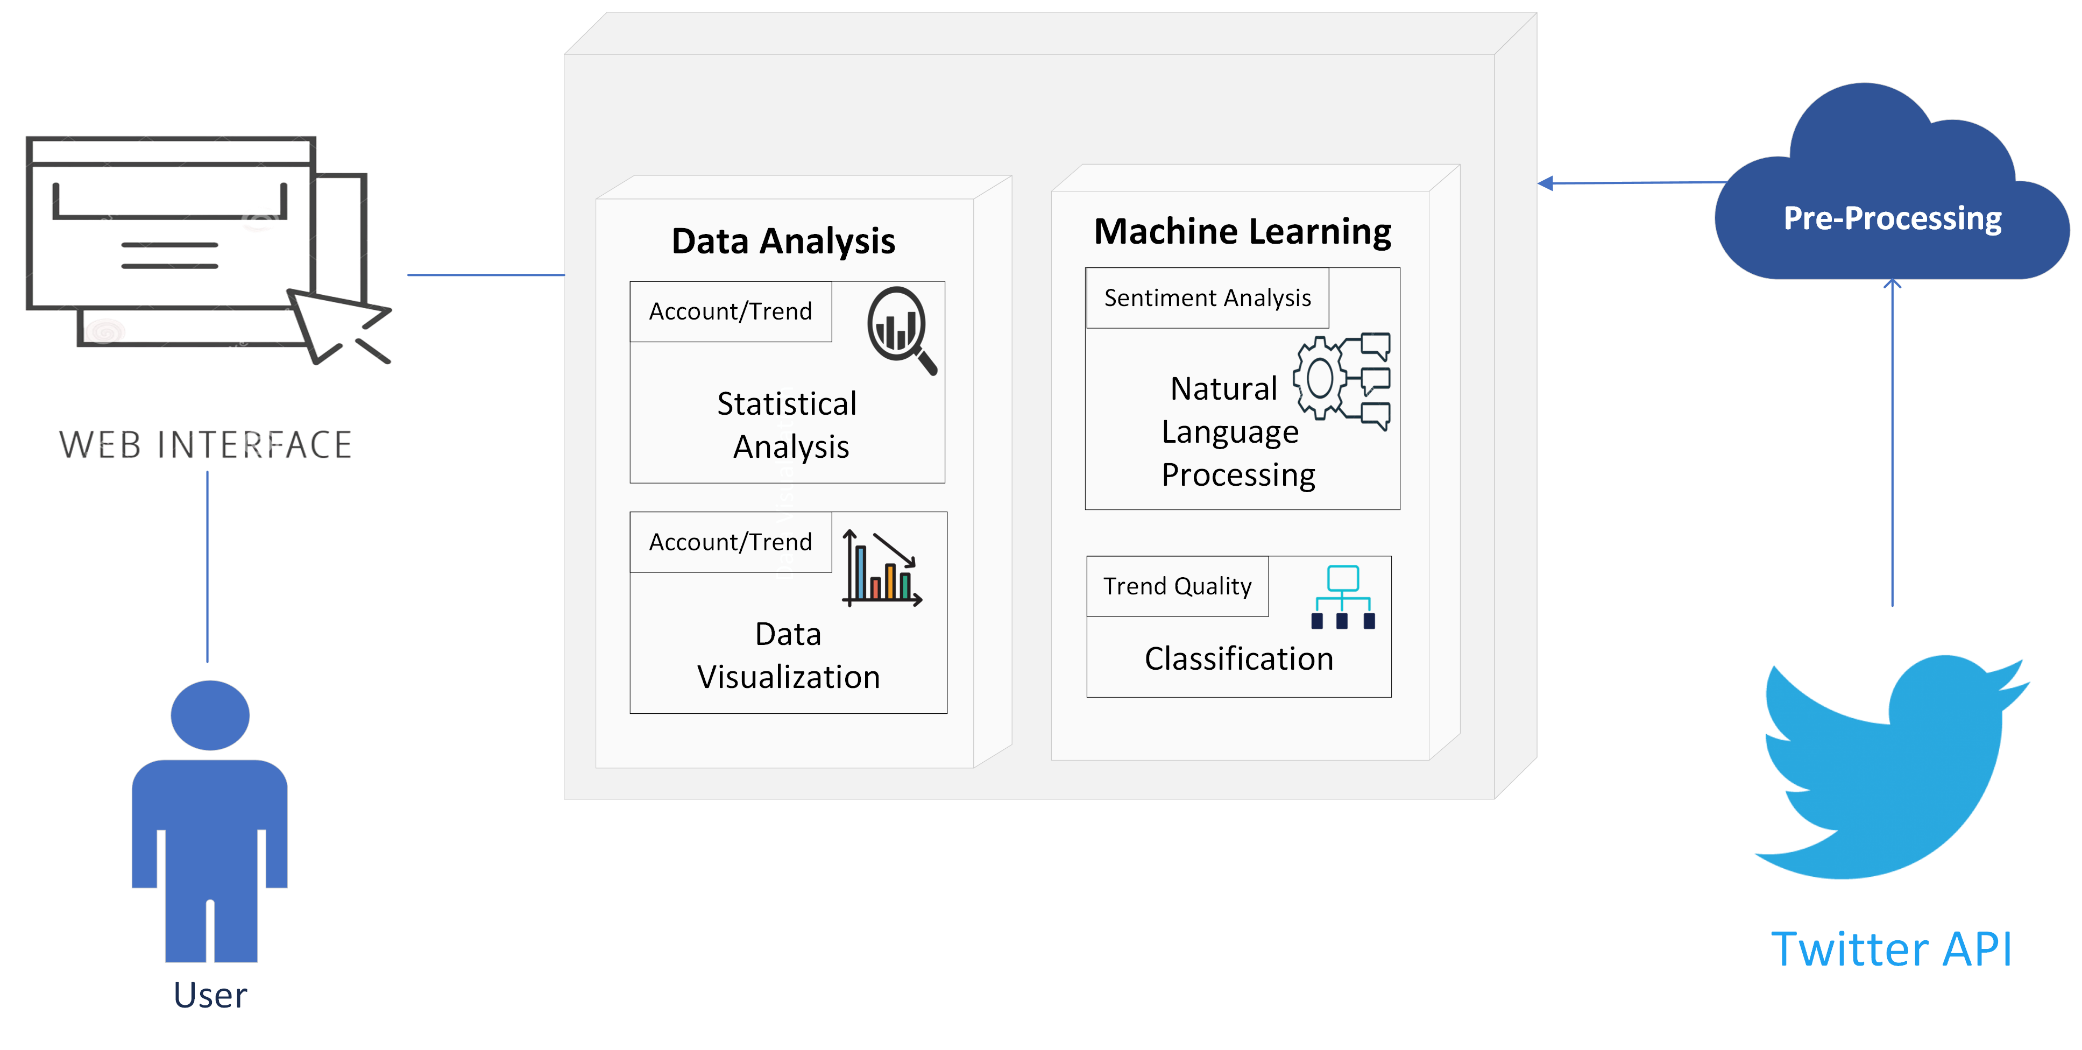 WEB INTERFACE
User
Data Analysis
Account/Trend
Statistical
Analysis
Account/Trend
Data
Visualization
Machine Learning
Sentiment Analysis
Natural
Language
Processing
Trend Quality
Classification
Pre-Processing
Twitter API